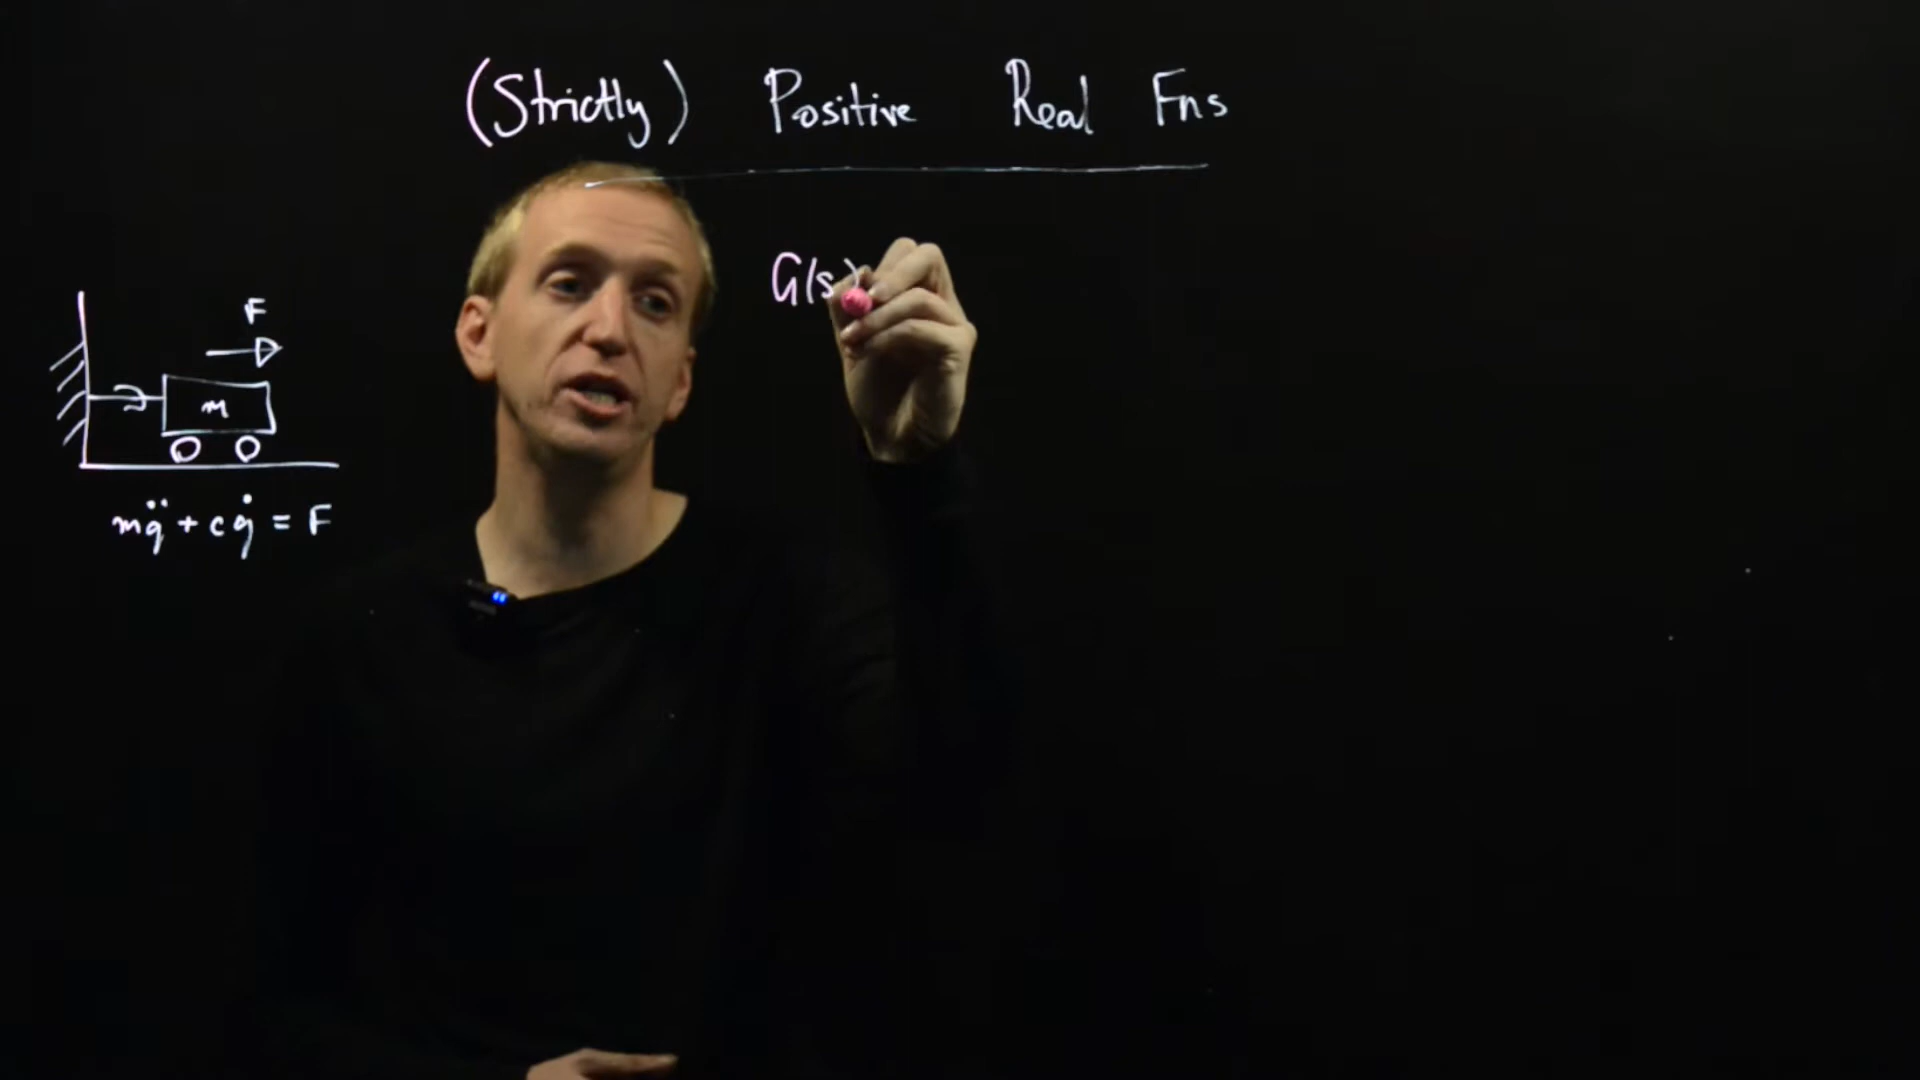 (Strictly) Positive Real Fns
G(s)
F
m
mq̈ + cq̇ = F